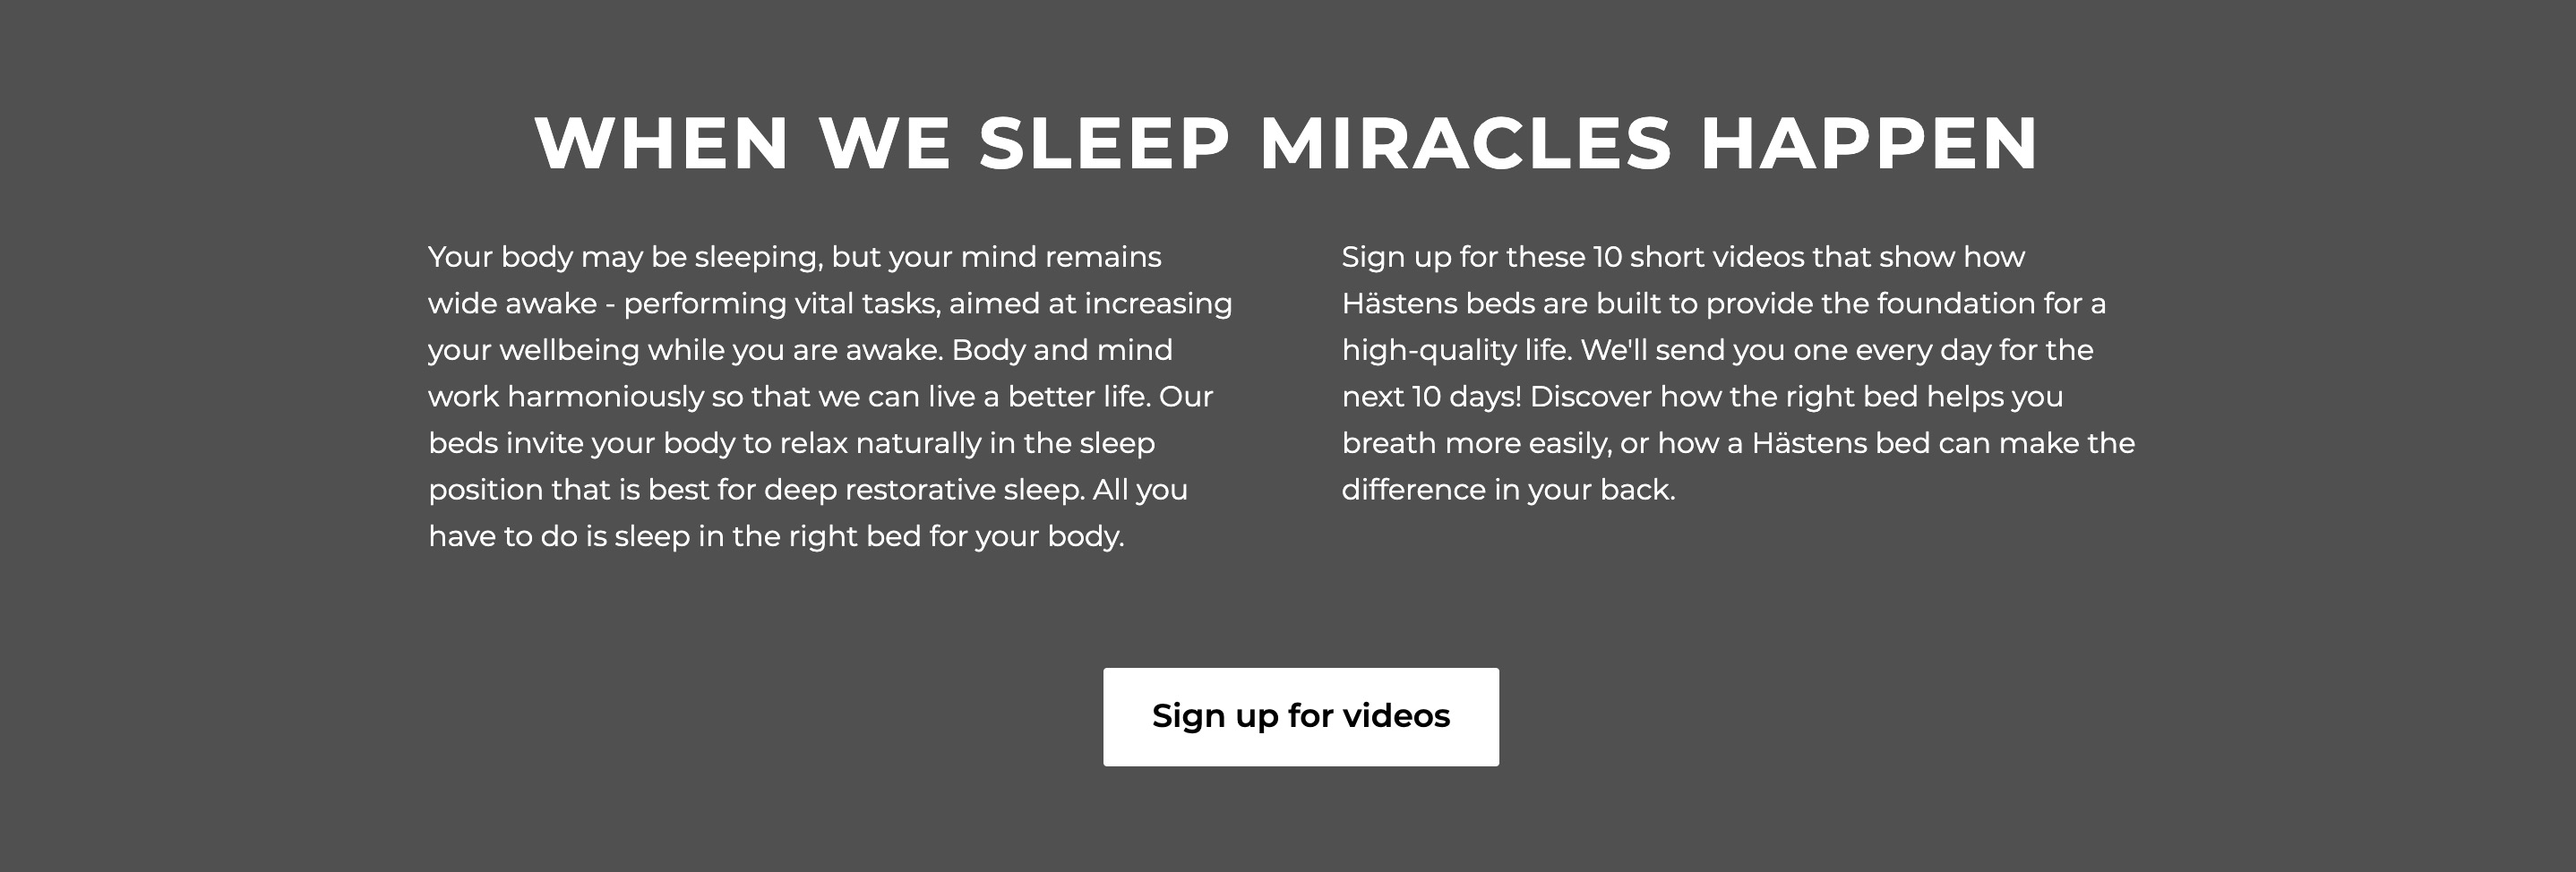 WHEN WE SLEEP MIRACLES HAPPEN
Your body may be sleeping, but your mind remains
wide awake - performing vital tasks, aimed at increasing
your wellbeing while you are awake. Body and mind
work harmoniously so that we can live a better life. Our
beds invite your body to relax naturally in the sleep
position that is best for deep restorative sleep. All you
have to do is sleep in the right bed for your body.
Sign up for these 10 short videos that show how
Hästens beds are built to provide the foundation for a
high-quality life. We'll send you one every day for the
next 10 days! Discover how the right bed helps you
breath more easily, or how a Hästens bed can make the
difference in your back.
Sign up for videos